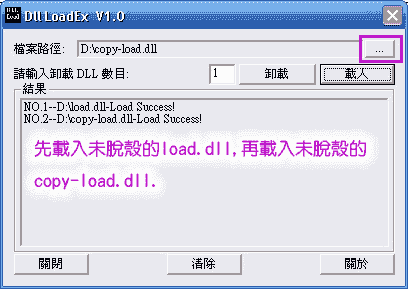 DLL Load
DllLoadEx V1.0
檔案路徑: D:\copy-load.dll ...
請輸入卸載 DLL 數目: 1 卸載 載入
結果
NO.1--D:\load.dll-Load Success!
NO.2--D:\copy-load.dll-Load Success!
先載入未脫殼的load.dll,再載入未脫殼的
copy-load.dll.
關閉 清除 關於